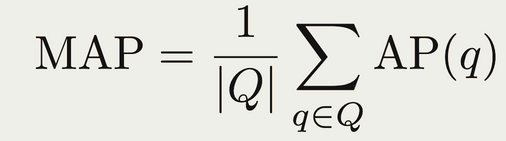 MAP = \frac{1}{|Q|} \sum_{q \in Q} AP(q)